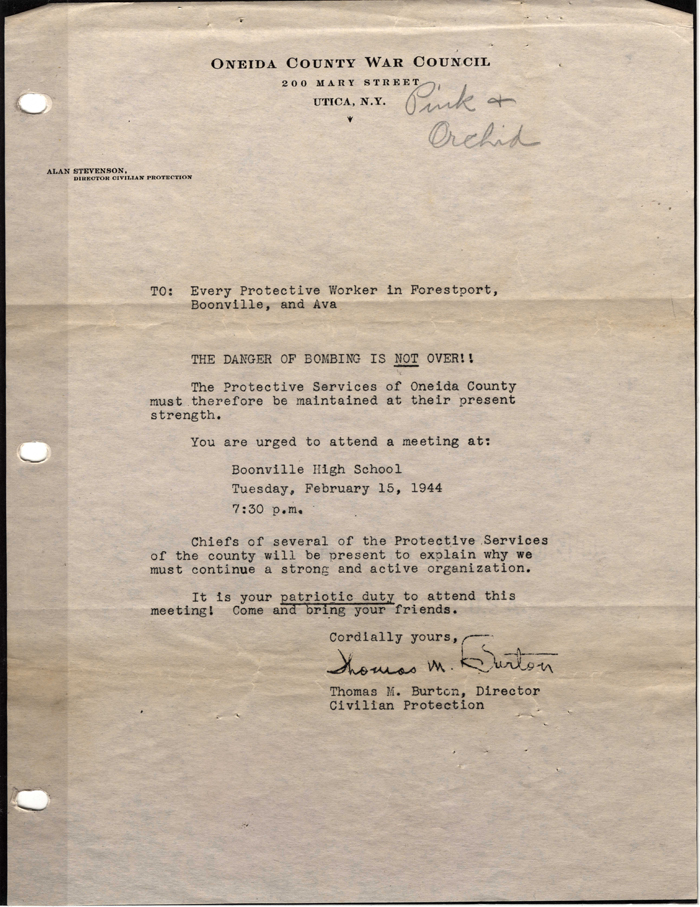 ONEIDA COUNTY WAR COUNCIL
200 MARY STREET
UTICA, N.Y.
Pink +
Orchid
ALAN STEVENSON,
DIRECTOR CIVILIAN PROTECTION
TO: Every Protective Worker in Forestport,
Boonville, and Ava
THE DANGER OF BOMBING IS NOT OVER!!
The Protective Services of Oneida County
must therefore be maintained at their present
strength.
You are urged to attend a meeting at:
Boonville High School
Tuesday, February 15, 1944
7:30 p.m.
Chiefs of several of the Protective Services
of the county will be present to explain why we
must continue a strong and active organization.
It is your patriotic duty to attend this
meeting! Come and bring your friends.
Cordially yours,
Thomas M. Burton
Thomas M. Burton, Director
Civilian Protection